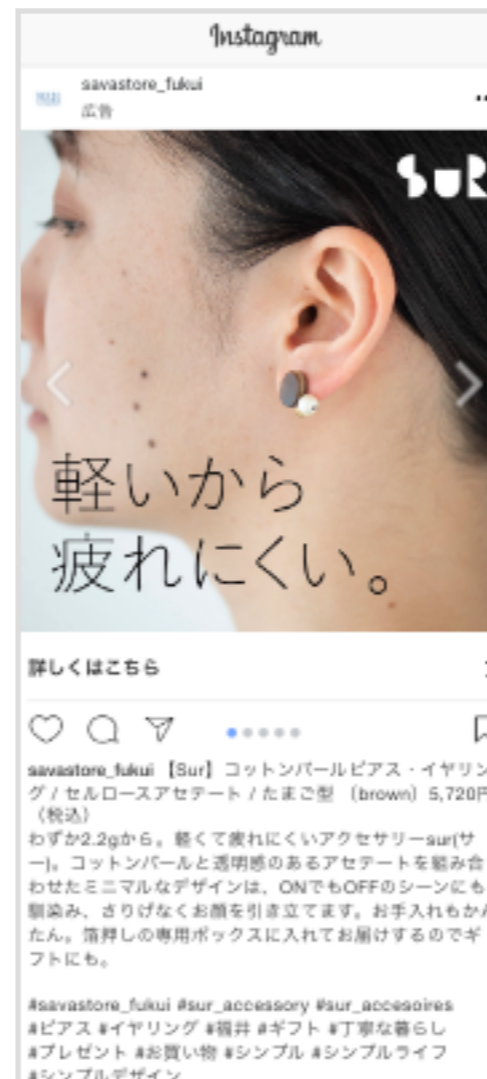 Instagram
savastore_fukui
広告
SUR
軽いから
疲れにくい。
詳しくはこちら
savastore_fukui 【Sur】コットンパールピアス・イヤリン
グ / セルロースアセテート / たまご型 （brown）5,720円
（税込）
わずか2.2gから。軽くて疲れにくいアクセサリーsur(サ
ー)。コットンパールと透明感のあるアセテートを組み合
わせたミニマルなデザインは、ONでもOFFのシーンにも
馴染み、さりげなくお顔を引き立てます。お手入れもかん
たん。箔押しの専用ボックスに入れてお届けするのでギ
フトにも。
#savastore_fukui #sur_accessory #sur_accesoires
#ピアス #イヤリング #福井 #ギフト #丁寧な暮らし
#プレゼント #お買い物 #シンプル #シンプルライフ
#シンプルデザイン